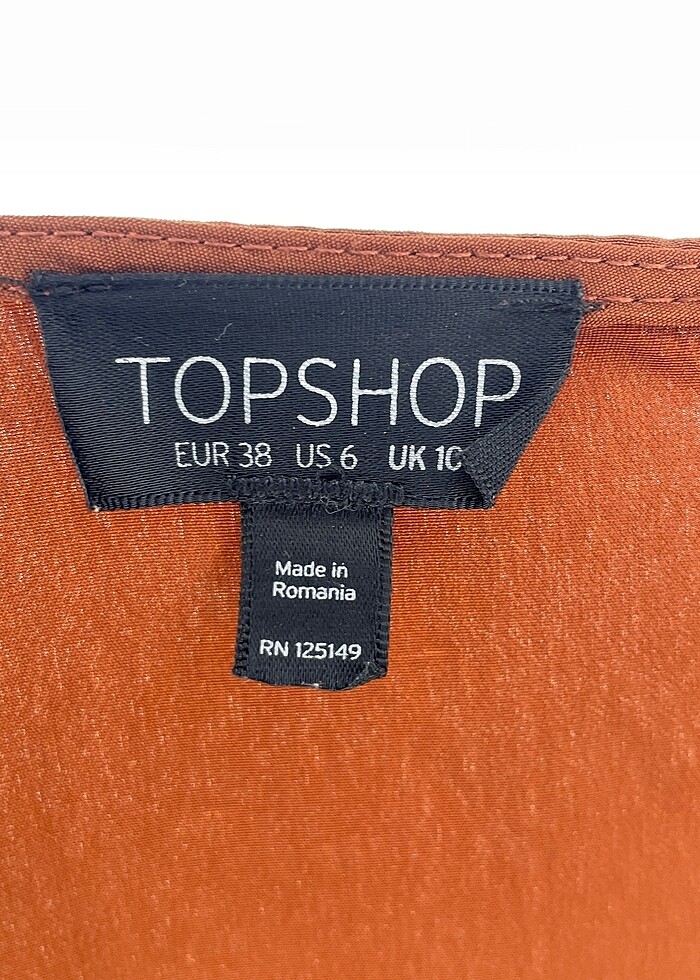 TOPSHOP
EUR 38 US 6 UK 10
Made in
Romania
RN 125149